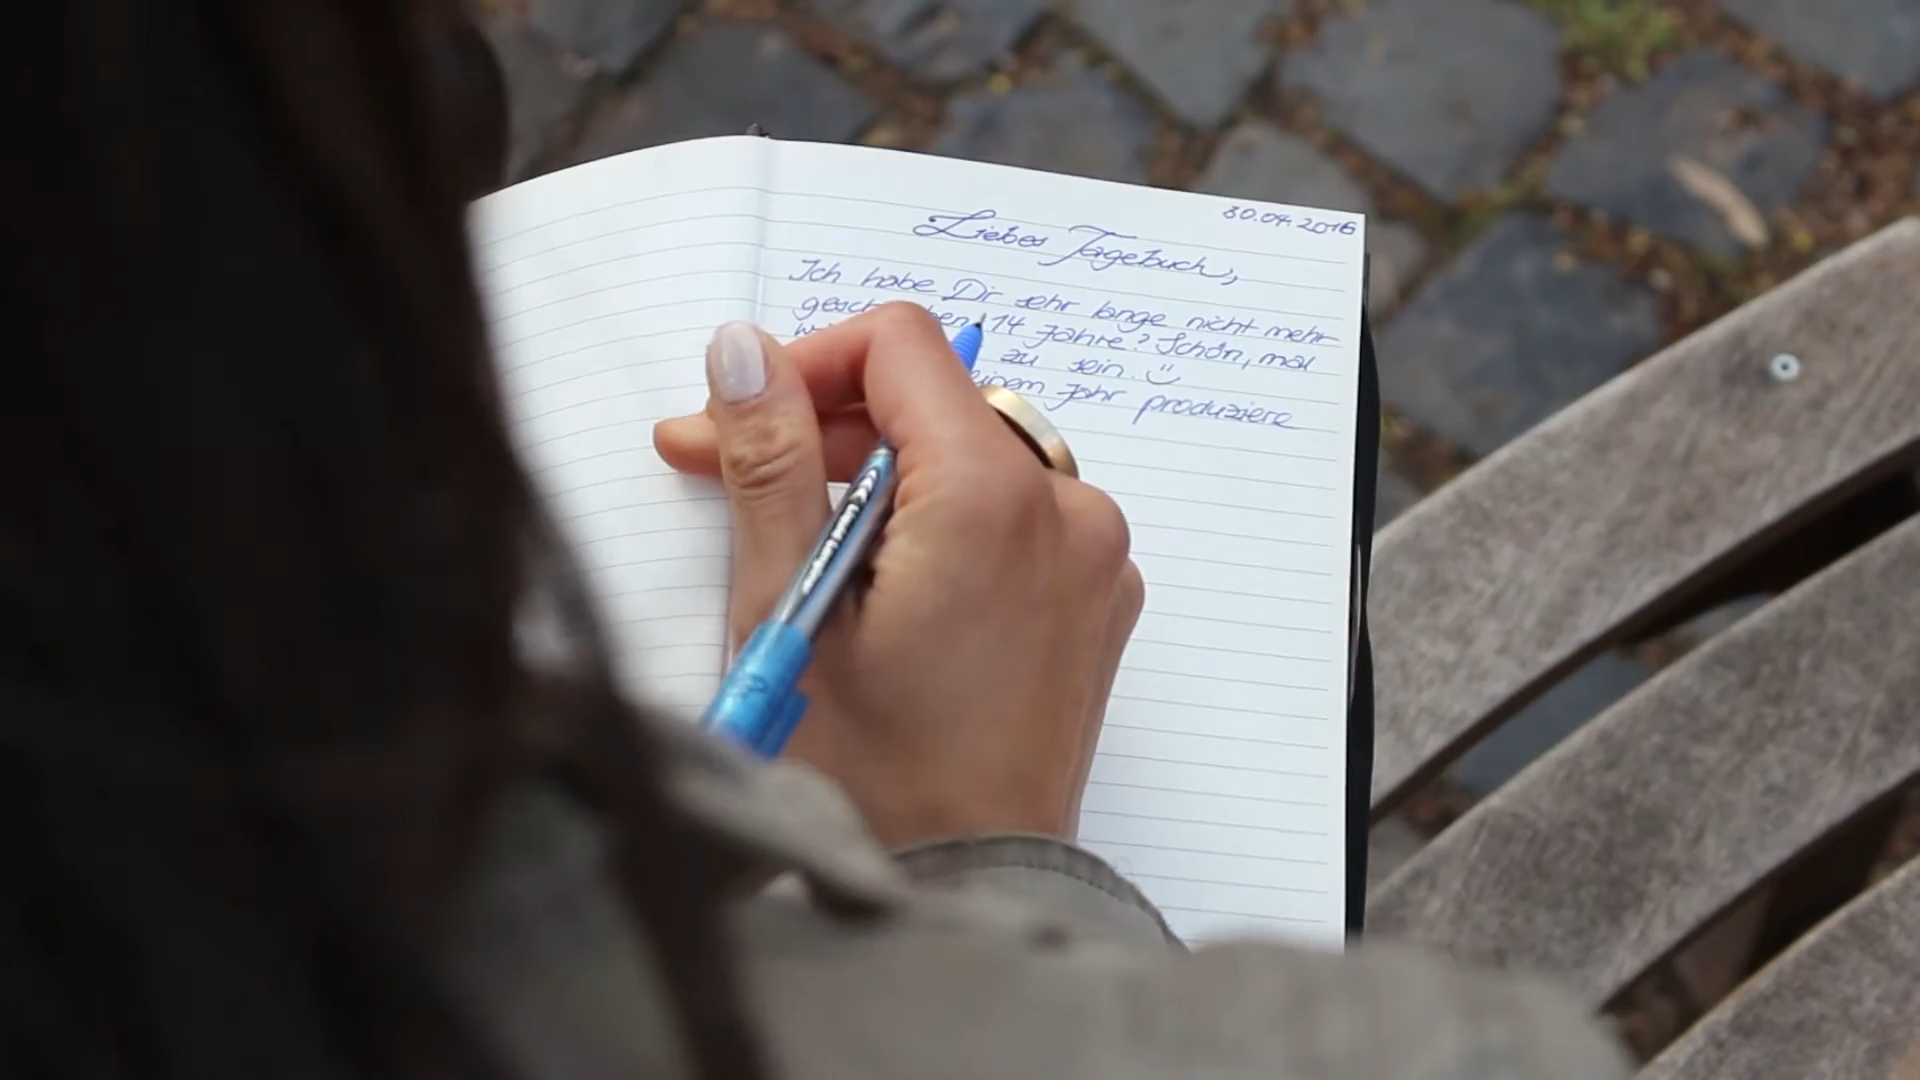 30.04.2016
Liebes Tagebuch,
Ich habe Dir sehr lange nicht mehr
14 Jahre? Schön, mal
zu sein. ü
einem Jahr produziere